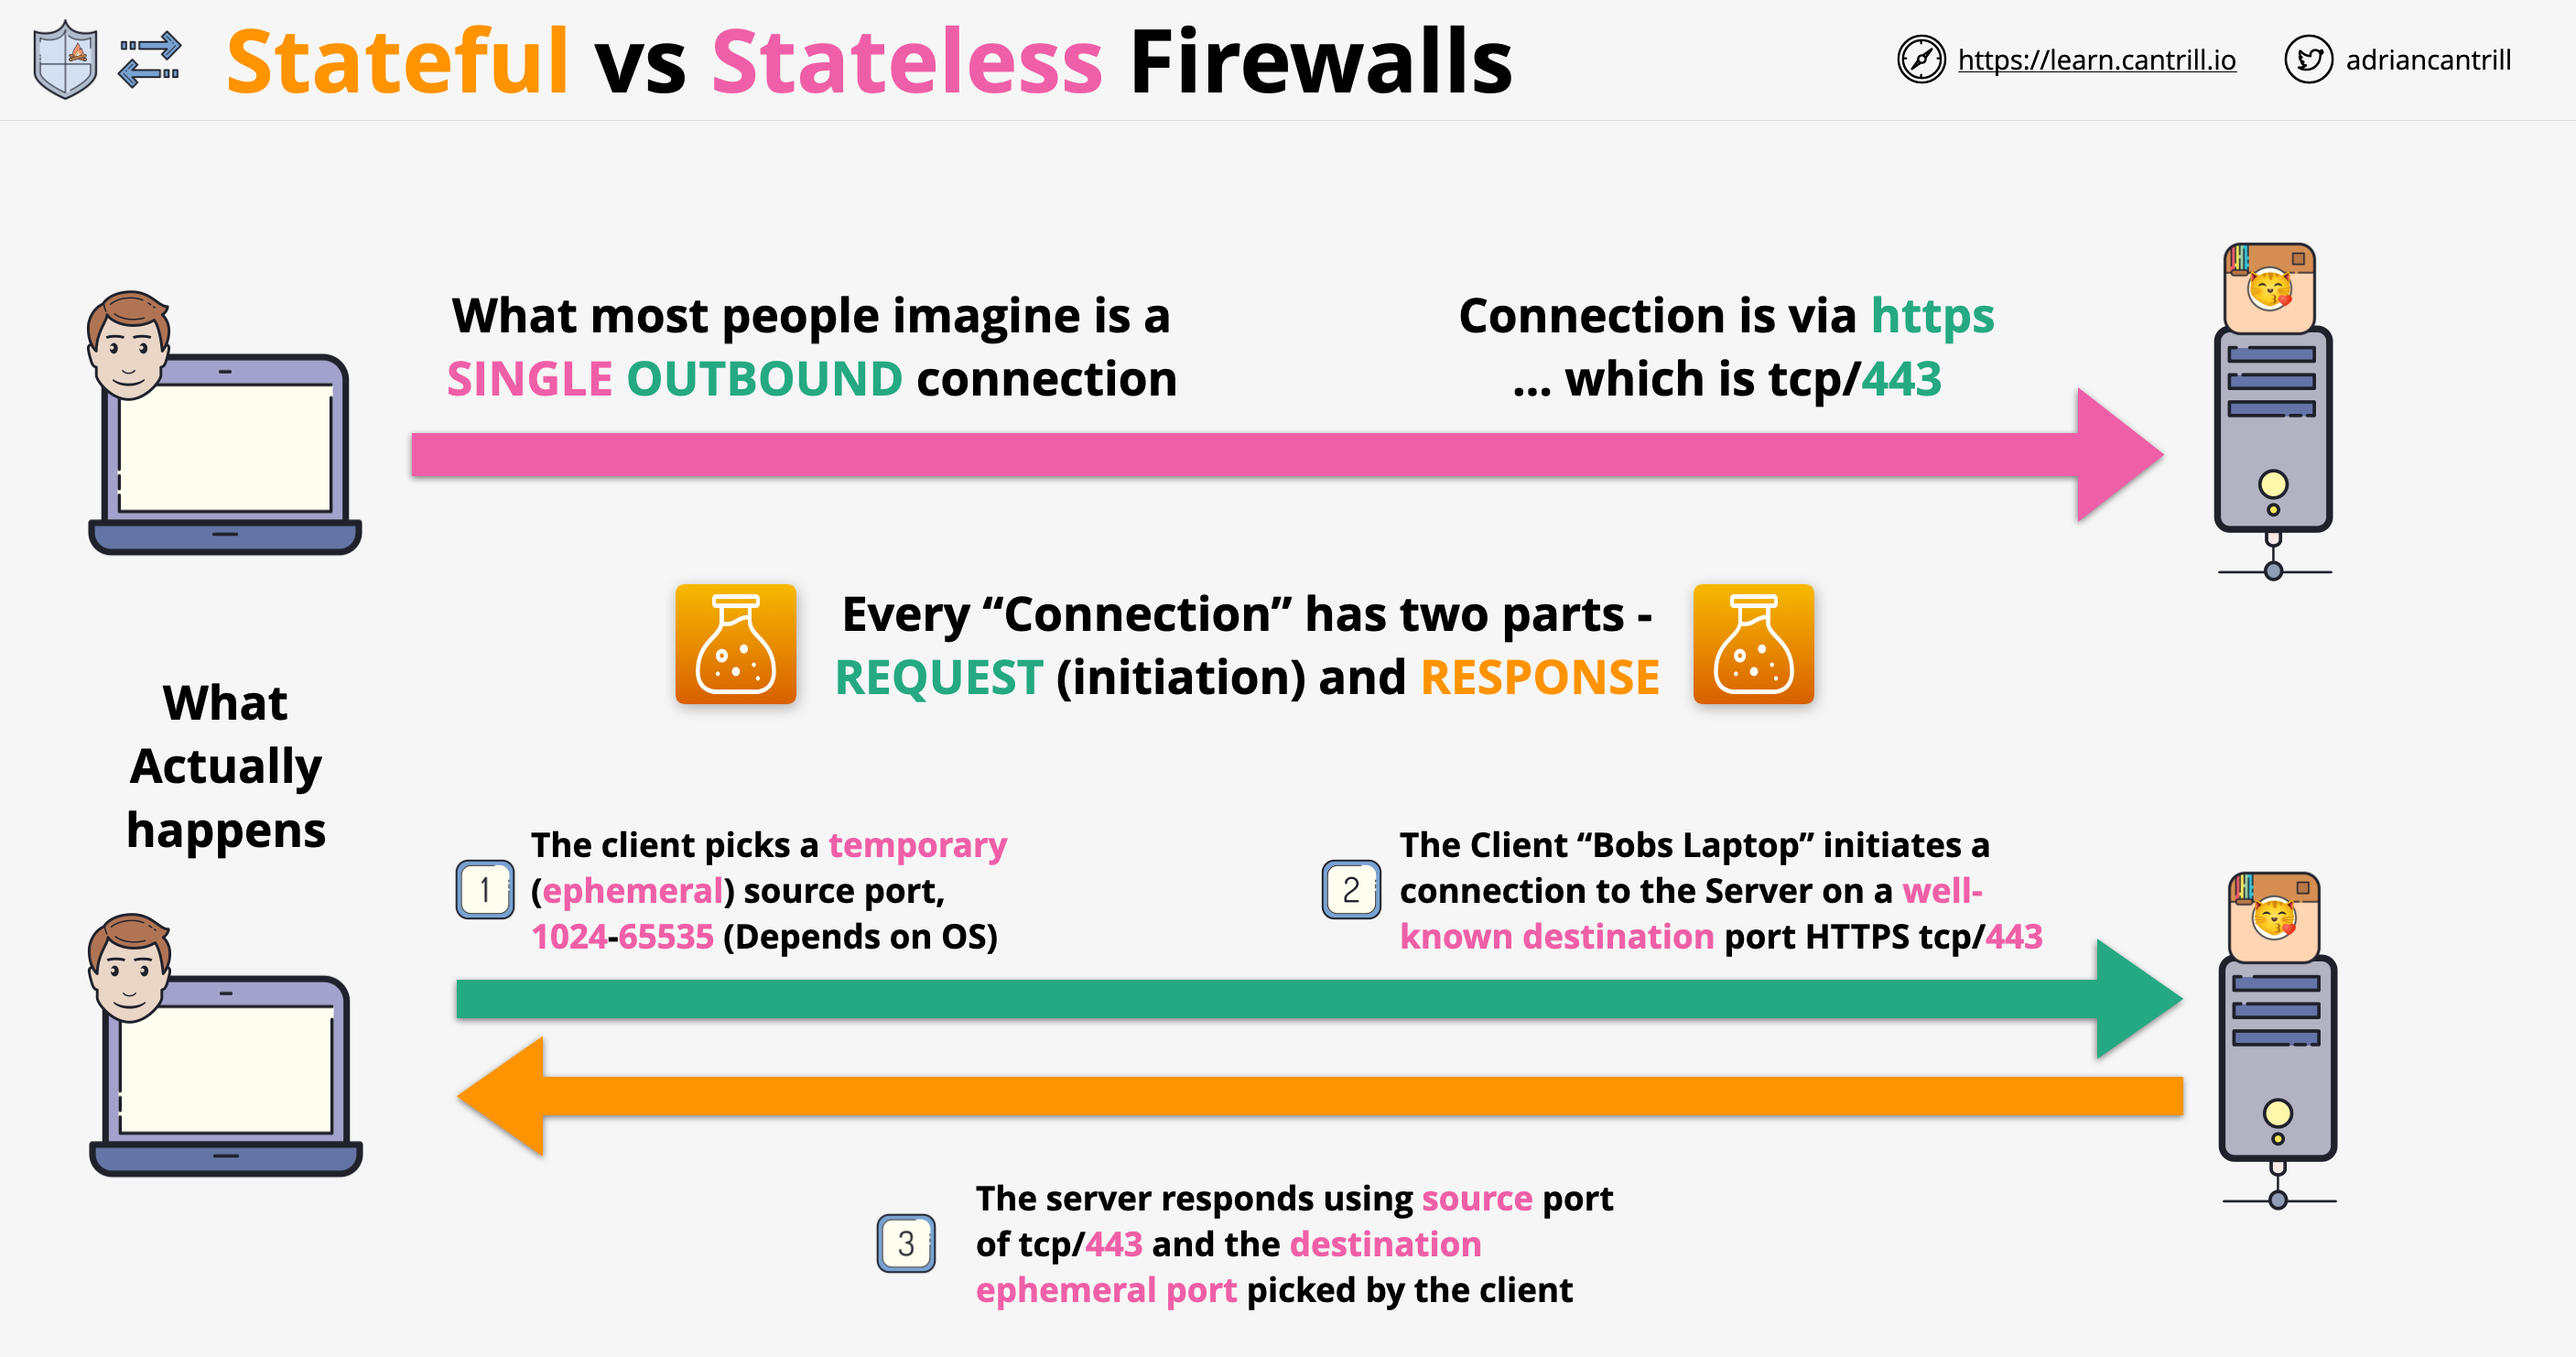 Stateful vs Stateless Firewalls
https://learn.cantrill.io
adriancantrill
What most people imagine is a
SINGLE OUTBOUND connection
Connection is via https
... which is tcp/443
Every “Connection” has two parts -
REQUEST (initiation) and RESPONSE
What
Actually
happens
1
The client picks a temporary
(ephemeral) source port,
1024-65535 (Depends on OS)
2
The Client “Bobs Laptop” initiates a
connection to the Server on a well-
known destination port HTTPS tcp/443
3
The server responds using source port
of tcp/443 and the destination
ephemeral port picked by the client